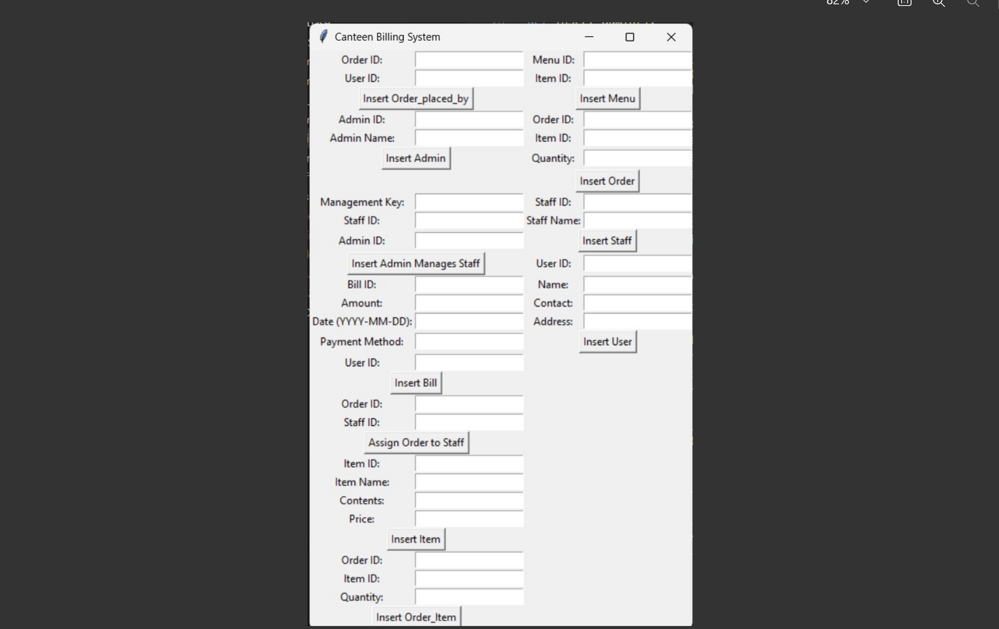 82%
Canteen Billing System
Order ID: Menu ID:
User ID: Item ID:
Insert Order_placed_by Insert Menu
Admin ID: Order ID:
Admin Name: Item ID:
Insert Admin Quantity:
Insert Order
Management Key: Staff ID:
Staff ID: Staff Name:
Admin ID: Insert Staff
Insert Admin Manages Staff User ID:
Bill ID: Name:
Amount: Contact:
Date (YYYY-MM-DD): Address:
Payment Method: Insert User
User ID:
Insert Bill
Order ID:
Staff ID:
Assign Order to Staff
Item ID:
Item Name:
Contents:
Price:
Insert Item
Order ID:
Item ID:
Quantity:
Insert Order_Item